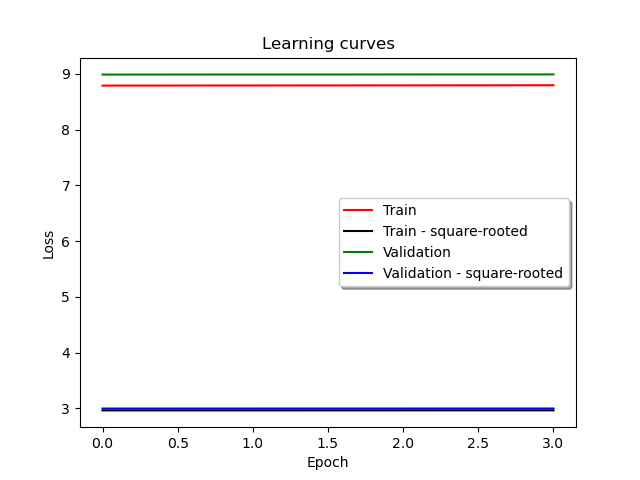 Learning curves
Loss
9
8
7
6
5
4
3
Train
Train - square-rooted
Validation
Validation - square-rooted
0.0 0.5 1.0 1.5 2.0 2.5 3.0
Epoch